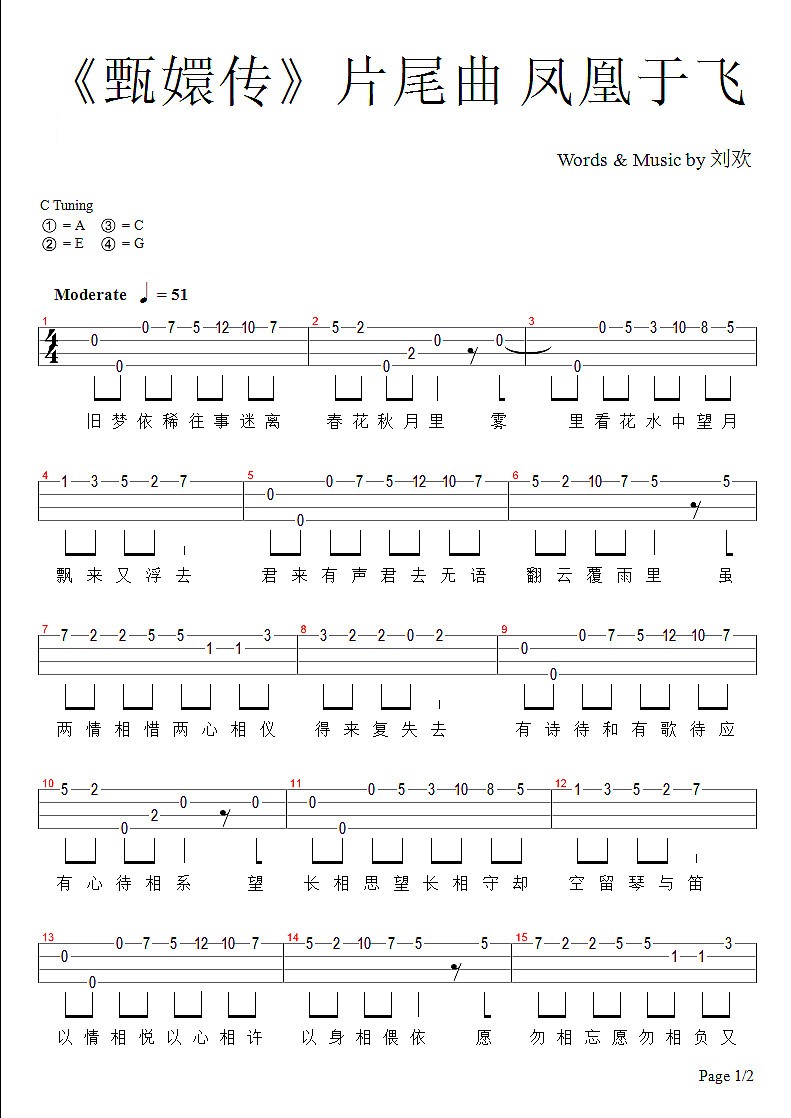 《甄嬛传》片尾曲 凤凰于飞
Words & Music by 刘欢
C Tuning
① = A ③ = C
② = E ④ = G
Moderate ♩ = 51
1 0 0 0 7 5 12 10 7 2 5 2 0 2 0 0 3 0 0 5 3 10 8 5
4 4
旧梦依稀往事迷离 春花秋月里 雾 里看花水中望月
4 1 3 5 2 7 5 0 0 0 7 5 12 10 7 6 5 2 10 7 5 5
飘来又浮去 君来有声君去无语 翻云覆雨里 虽
7 7 2 2 5 5 1 1 3 8 3 2 2 0 2 9 0 0 0 7 5 12 10 7
两情相惜两心相仪 得来复失去 有诗待和有歌待应
10 5 2 0 2 0 0 11 0 0 0 5 3 10 8 5 12 1 3 5 2 7
有心待相系 望 长相思望长相守却 空留琴与笛
13 0 0 0 7 5 12 10 7 14 5 2 10 7 5 5 15 7 2 2 5 5 1 1 3
以情相悦以心相许 以身相偎依 愿 勿相忘愿勿相负又
Page 1/2